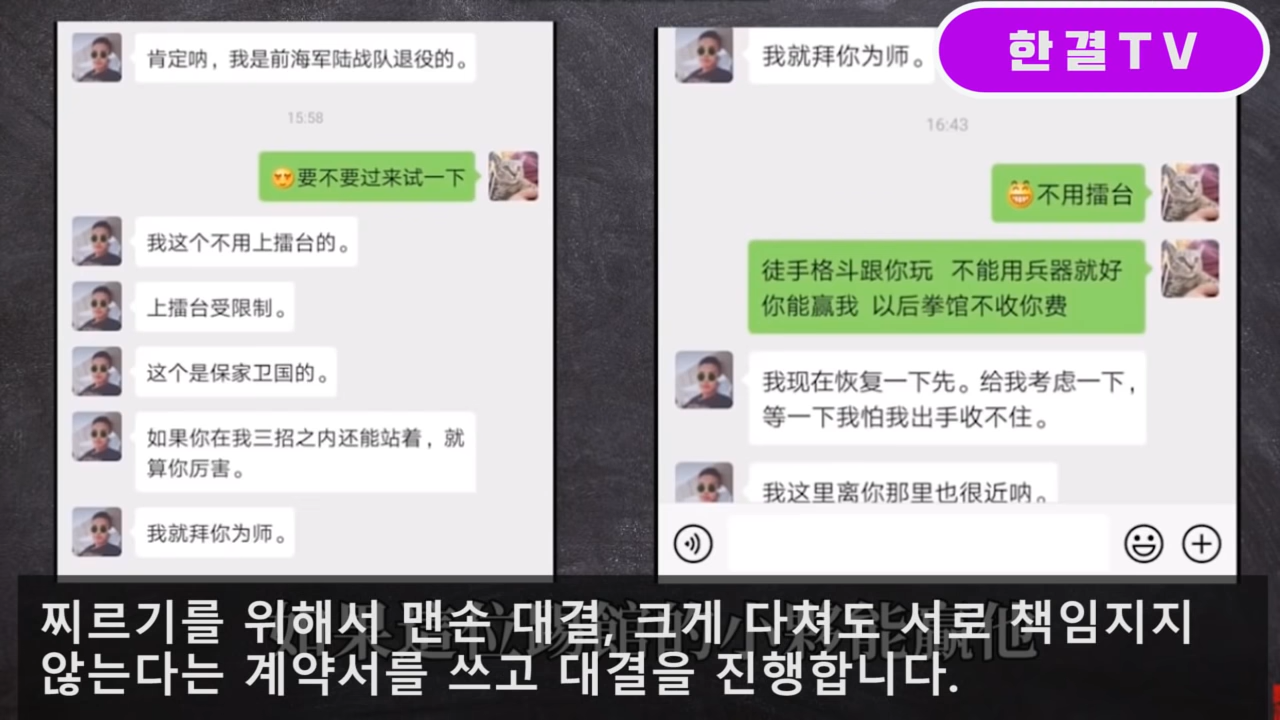 한결TV
肯定呐，我是前海军陆战队退役的。
15:58
😍要不要过来试一下
我这个不用上擂台的。
上擂台受限制。
这个是保家卫国的。
如果你在我三招之内还能站着，就
算你厉害。
我就拜你为师。
我就拜你为师。
16:43
😁不用擂台
徒手格斗跟你玩 不能用兵器就好
你能赢我 以后拳馆不收你费
我现在恢复一下先。给我考虑一下，
等一下我怕我出手收不住。
我这里离你那里也很近呐。
찌르기를 위해서 맨손 대결, 크게 다쳐도 서로 책임지지
않는다는 계약서를 쓰고 대결을 진행합니다.